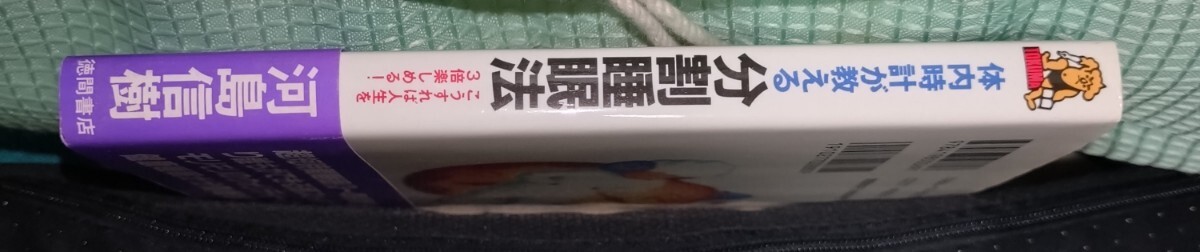 体内時計が教える
分割睡眠法
こうすれば人生を
3倍楽しめる!
河島信樹
徳間書店